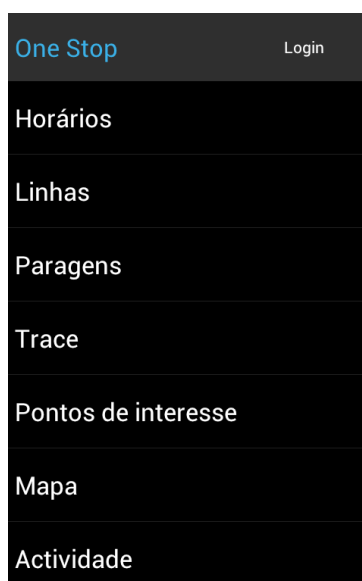 One Stop Login
Horários
Linhas
Paragens
Trace
Pontos de interesse
Mapa
Actividade